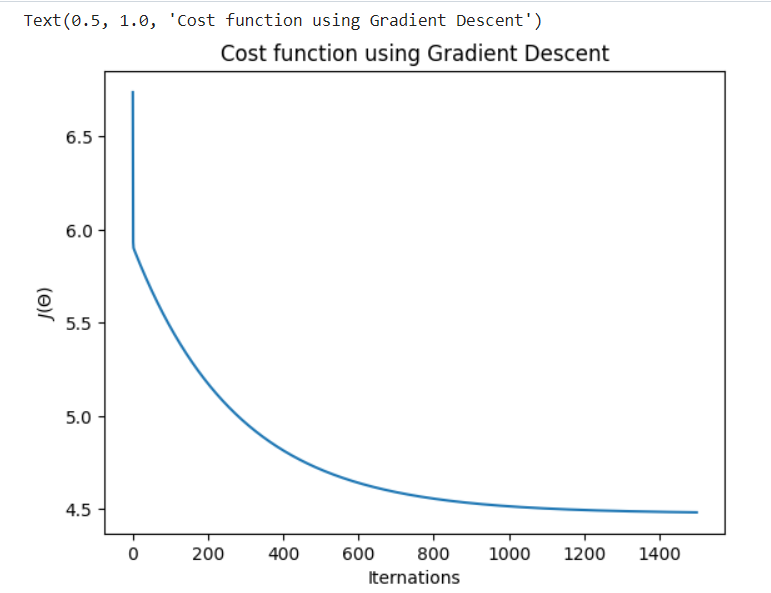 Text(0.5, 1.0, 'Cost function using Gradient Descent')
Cost function using Gradient Descent
6.5
6.0
5.5
5.0
4.5
J(Θ)
0 200 400 600 800 1000 1200 1400
Iternations